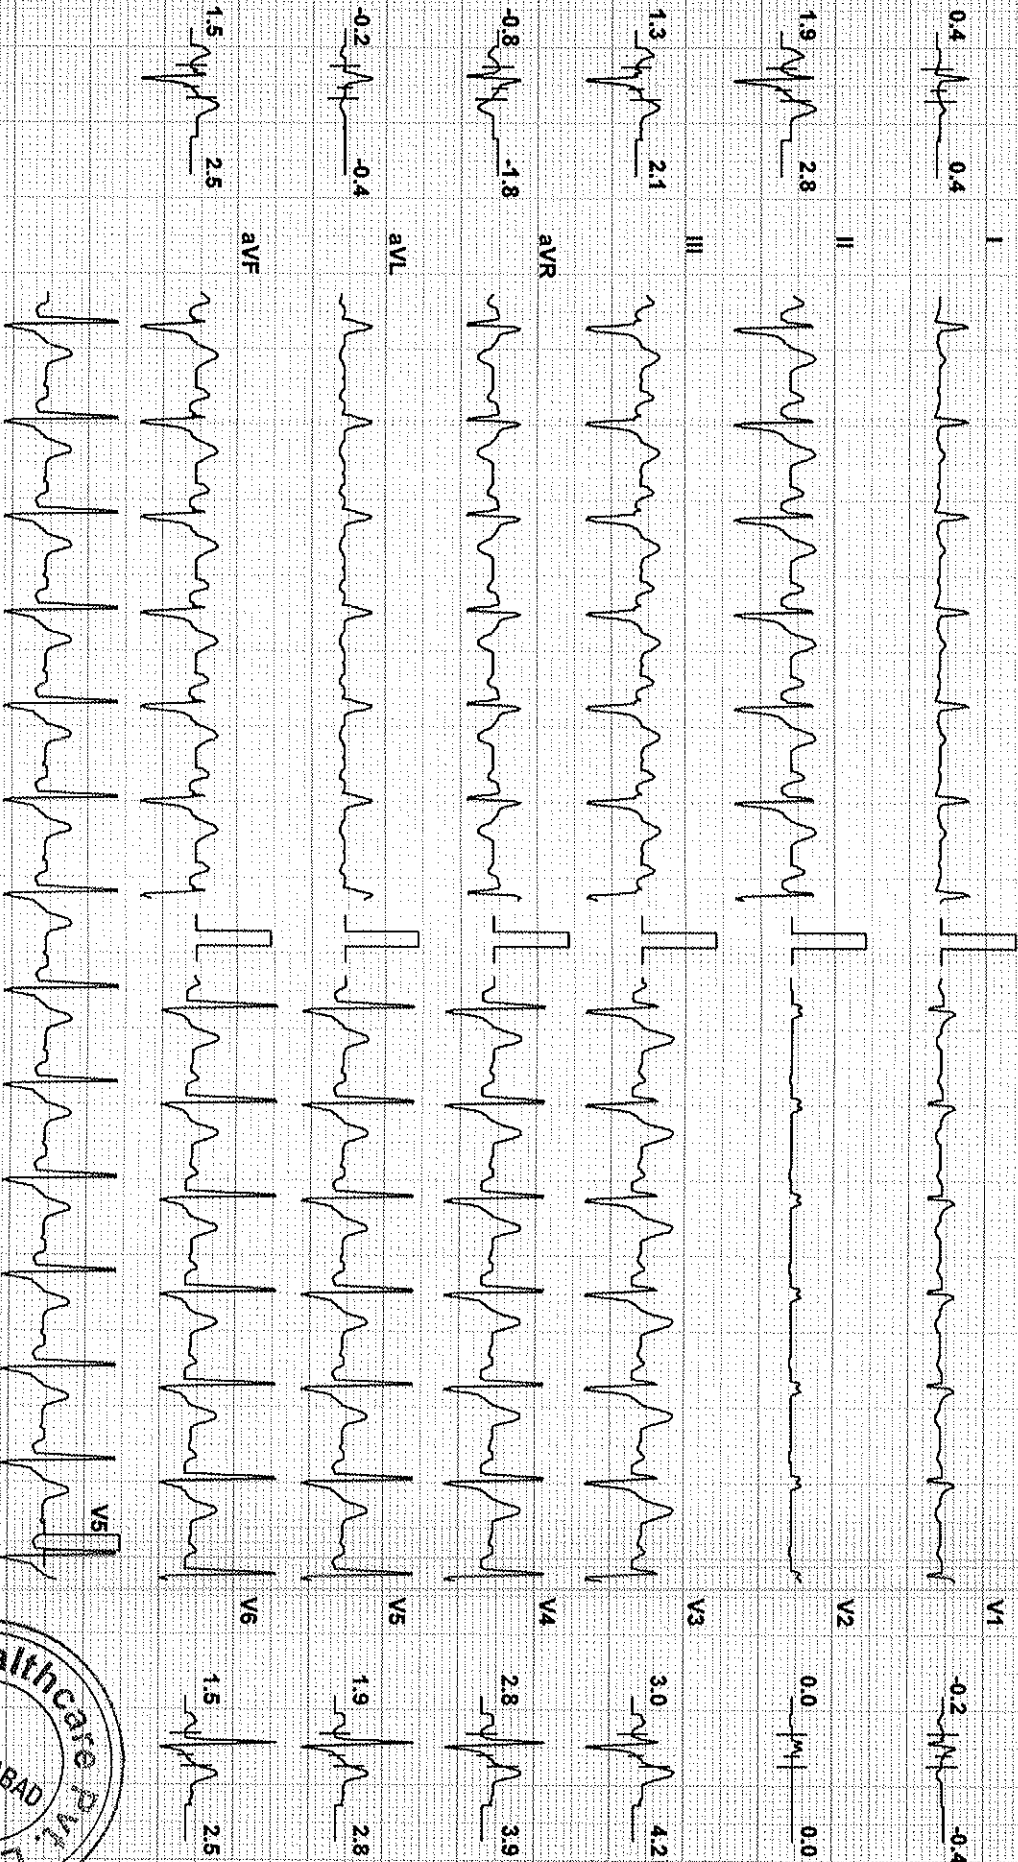 I V1
0.4 0.4 -0.2 -0.4
II V2
1.9 2.8 0.0 0.0
III V3
1.3 2.1 3.0 4.2
aVR V4
-0.8 -1.8 2.8 3.9
aVL V5
-0.2 -0.4 1.9 2.8
aVF V6
1.5 2.5 1.5 2.5
V5
althcare Pvt.
BAD